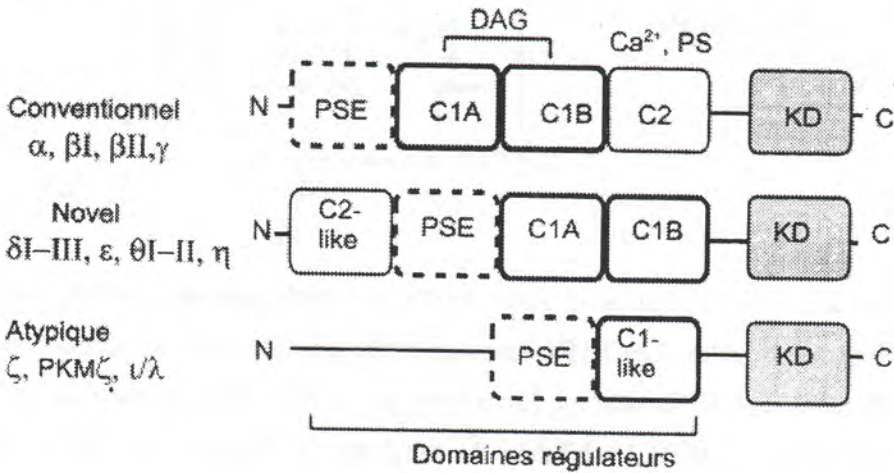 DAG
Ca²⁺, PS
Conventionnel
α, βI, βII,γ
N
PSE
C1A
C1B
C2
KD
C
Novel
δI–III, ε, θI–II, η
N
C2-
like
PSE
C1A
C1B
KD
C
Atypique
ζ, PKMζ, ι/λ
N
PSE
C1-
like
KD
C
Domaines régulateurs